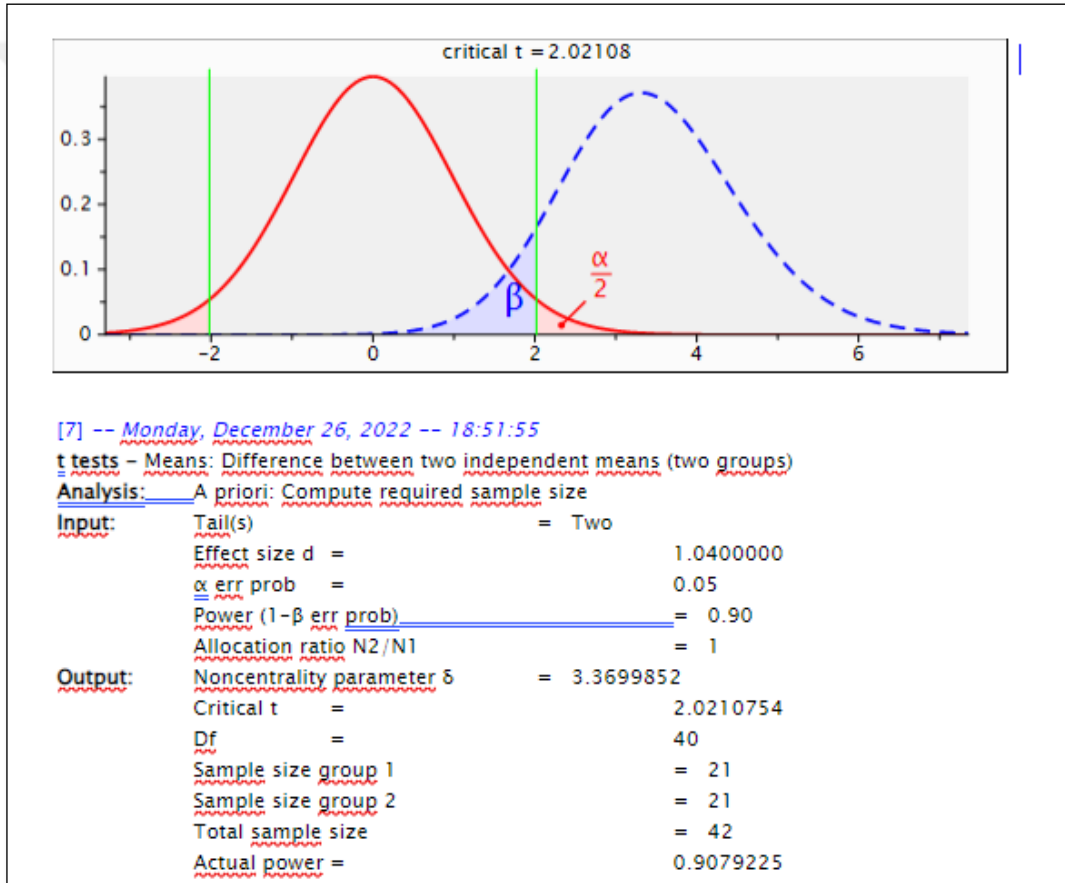 critical t = 2.02108
0.3
0.2
0.1
0
β
α
2
-2 0 2 4 6
[7] -- Monday, December 26, 2022 -- 18:51:55
t tests – Means: Difference between two independent means (two groups)
Analysis: A priori: Compute required sample size
Input: Tail(s) = Two
Effect size d = 1.0400000
α err prob = 0.05
Power (1-β err prob) = 0.90
Allocation ratio N2/N1 = 1
Output: Noncentrality parameter δ = 3.3699852
Critical t = 2.0210754
Df = 40
Sample size group 1 = 21
Sample size group 2 = 21
Total sample size = 42
Actual power = 0.9079225